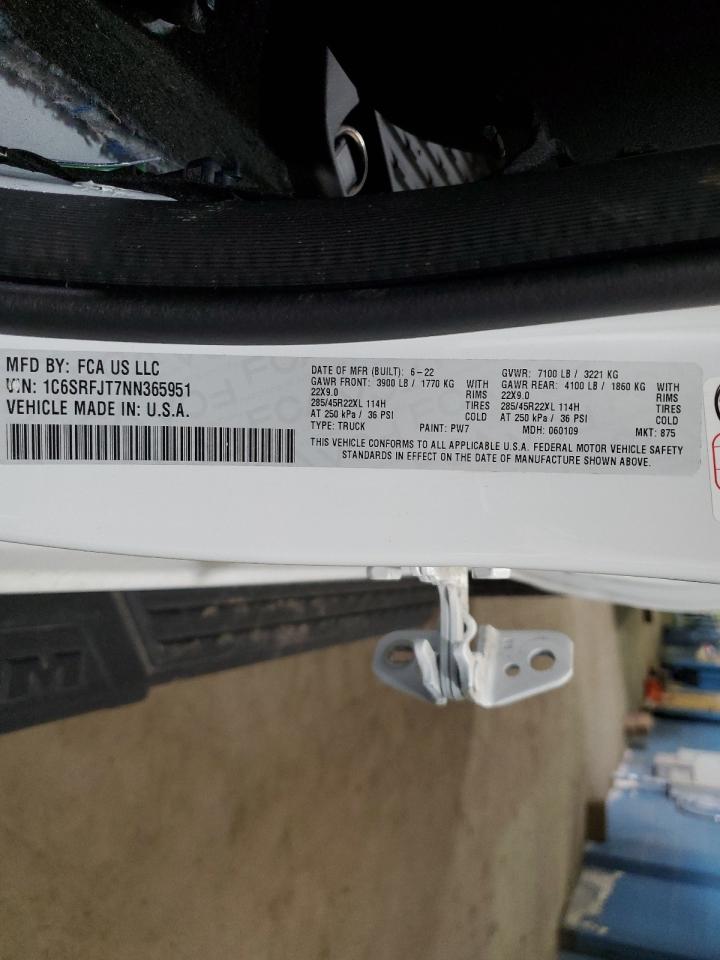 MFD BY: FCA US LLC
VIN: 1C6SRFJT7NN365951
VEHICLE MADE IN: U.S.A.
DATE OF MFR (BUILT): 6-22
GAWR FRONT: 3900 LB / 1770 KG WITH
22X9.0 RIMS
285/45R22XL 114H TIRES
AT 250 kPa / 36 PSI COLD
TYPE: TRUCK PAINT: PW7
GVWR: 7100 LB / 3221 KG
GAWR REAR: 4100 LB / 1860 KG WITH
22X9.0 RIMS
285/45R22XL 114H TIRES
AT 250 kPa / 36 PSI COLD
MDH: 060109 MKT: 875
THIS VEHICLE CONFORMS TO ALL APPLICABLE U.S.A. FEDERAL MOTOR VEHICLE SAFETY
STANDARDS IN EFFECT ON THE DATE OF MANUFACTURE SHOWN ABOVE.